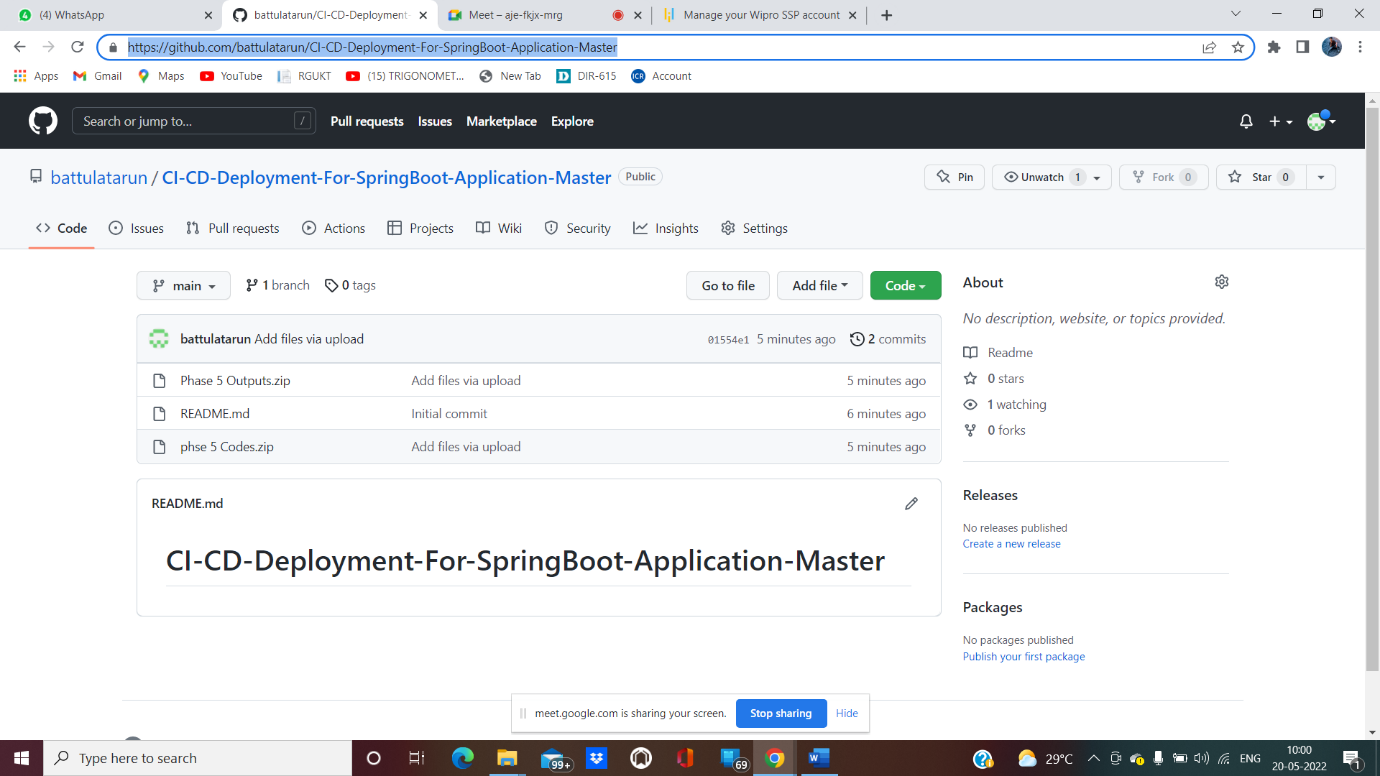 (4) WhatsApp
battulatarun/CI-CD-Deployment-
Meet – aje-fkjx-mrg
Manage your Wipro SSP account
https://github.com/battulatarun/CI-CD-Deployment-For-SpringBoot-Application-Master
Apps Gmail Maps YouTube RGUKT (15) TRIGONOMET... New Tab DIR-615 Account
Search or jump to... / Pull requests Issues Marketplace Explore
battulatarun / CI-CD-Deployment-For-SpringBoot-Application-Master Public
Pin Unwatch 1 Fork 0 Star 0
Code Issues Pull requests Actions Projects Wiki Security Insights Settings
main 1 branch 0 tags Go to file Add file Code
battulatarun Add files via upload 01554e1 5 minutes ago 2 commits
Phase 5 Outputs.zip Add files via upload 5 minutes ago
README.md Initial commit 6 minutes ago
phse 5 Codes.zip Add files via upload 5 minutes ago
README.md
CI-CD-Deployment-For-SpringBoot-Application-Master
About
No description, website, or topics provided.
Readme
0 stars
1 watching
0 forks
Releases
No releases published
Create a new release
Packages
No packages published
Publish your first package
meet.google.com is sharing your screen. Stop sharing Hide
Type here to search 99+ 69 29°C ENG 10:00
20-05-2022 1